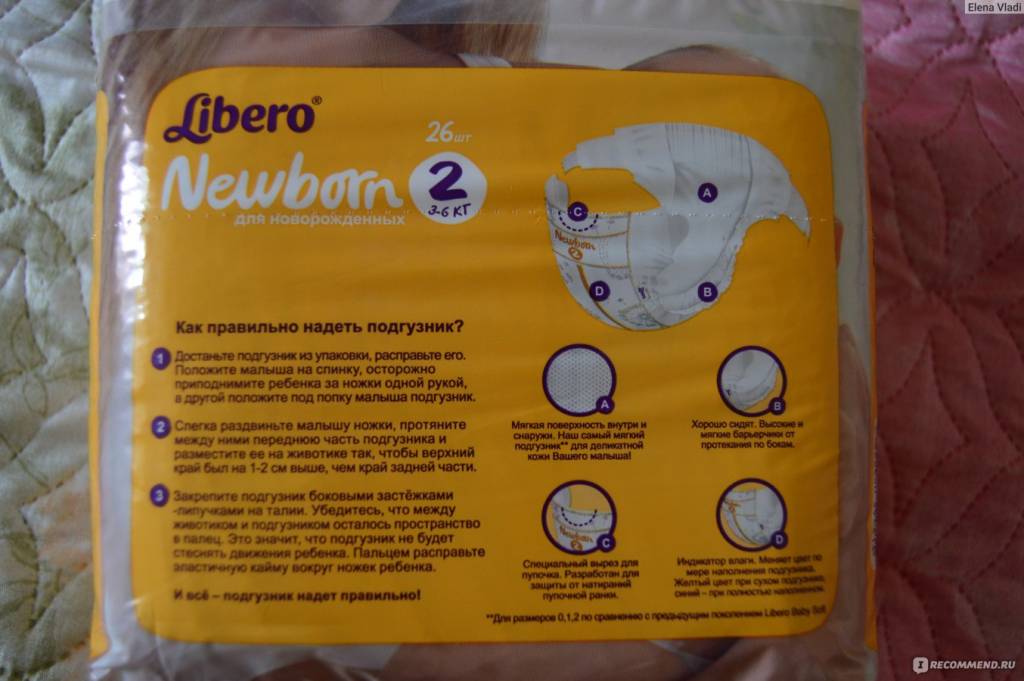 Elena Vladi
Libero®
26 шт
Newborn
2
3-6 кг
для новорожденных
A
C
Newborn
2
D
B
Как правильно надеть подгузник?
1 Достаньте подгузник из упаковки, расправьте его.
Положите малыша на спинку, осторожно
приподнимите ребенка за ножки одной рукой,
а другой положите под попку малыша подгузник.
2 Слегка раздвиньте малышу ножки, протяните
между ними переднюю часть подгузника и
разместите ее на животике так, чтобы верхний
край был на 1-2 см выше, чем край задней части.
3 Закрепите подгузник боковыми застёжками
-липучками на талии. Убедитесь, что между
животиком и подгузником осталось пространство
в палец. Это значит, что подгузник не будет
стеснять движения ребенка. Пальцем расправьте
эластичную кайму вокруг ножек ребенка.
И всё – подгузник надет правильно!
A
Мягкая поверхность внутри и
снаружи. Наш самый мягкий
подгузник** для деликатной
кожи Вашего малыша!
B
Хорошо сидят. Высокие и
мягкие барьерчики от
протекания по бокам.
Newborn
2
C
Специальный вырез для
пупочка. Разработан для
защиты от натираний
пупочной ранки.
D
Индикатор влаги. Меняет цвет по
мере наполнения подгузника.
Желтый цвет при сухом подгузнике,
синий – при полностью наполненном.
**Для размеров 0,1,2 по сравнению с предыдущим поколением Libero Baby Soft
I RECOMMEND.RU